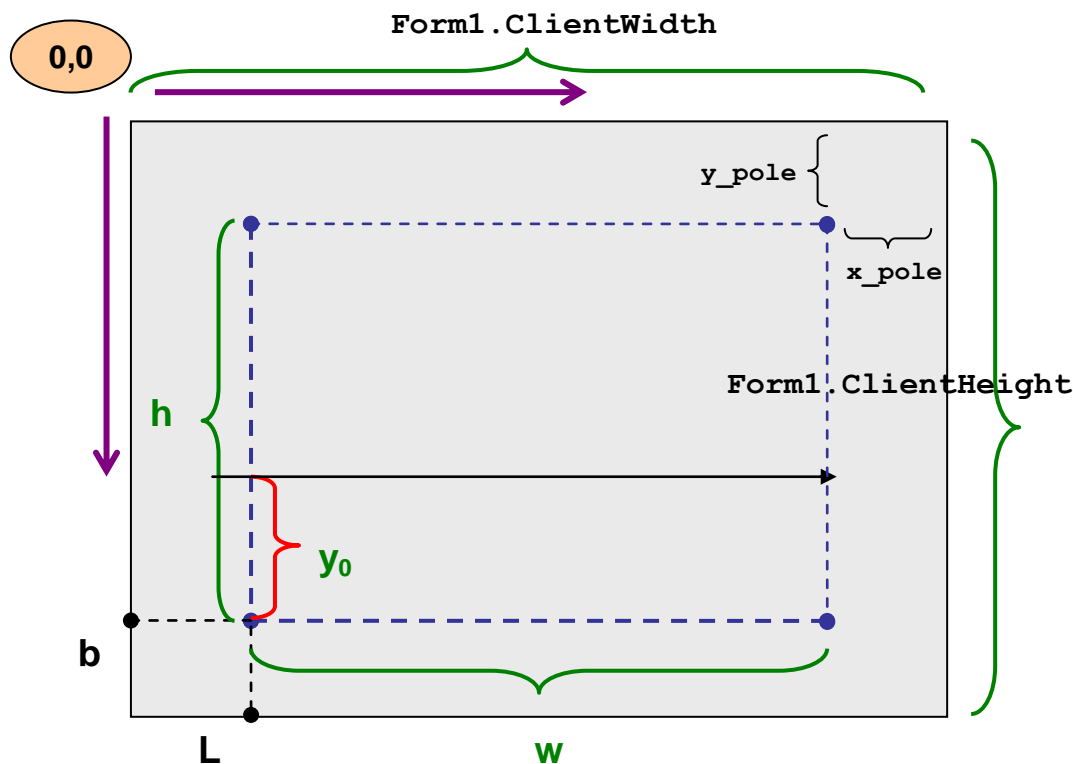 Form1.ClientWidth
0,0
y_pole
x_pole
Form1.ClientHeight
h
y₀
b
L
w